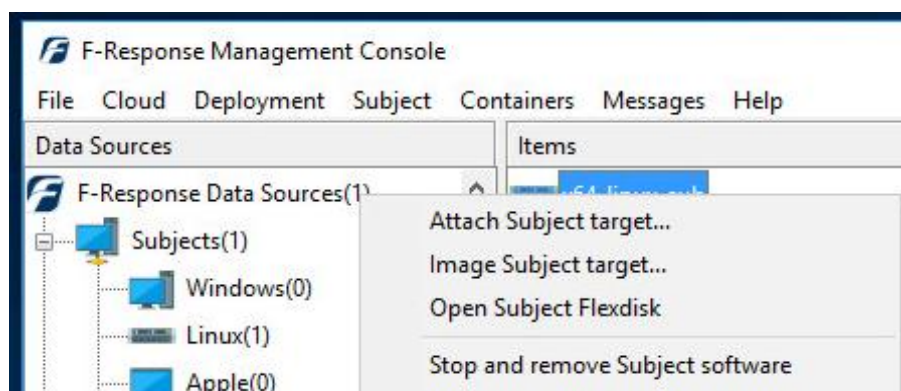 F-Response Management Console
File Cloud Deployment Subject Containers Messages Help
Data Sources
Items
F-Response Data Sources(1)
Subjects(1)
Windows(0)
Linux(1)
Apple(0)
Attach Subject target...
Image Subject target...
Open Subject Flexdisk
Stop and remove Subject software